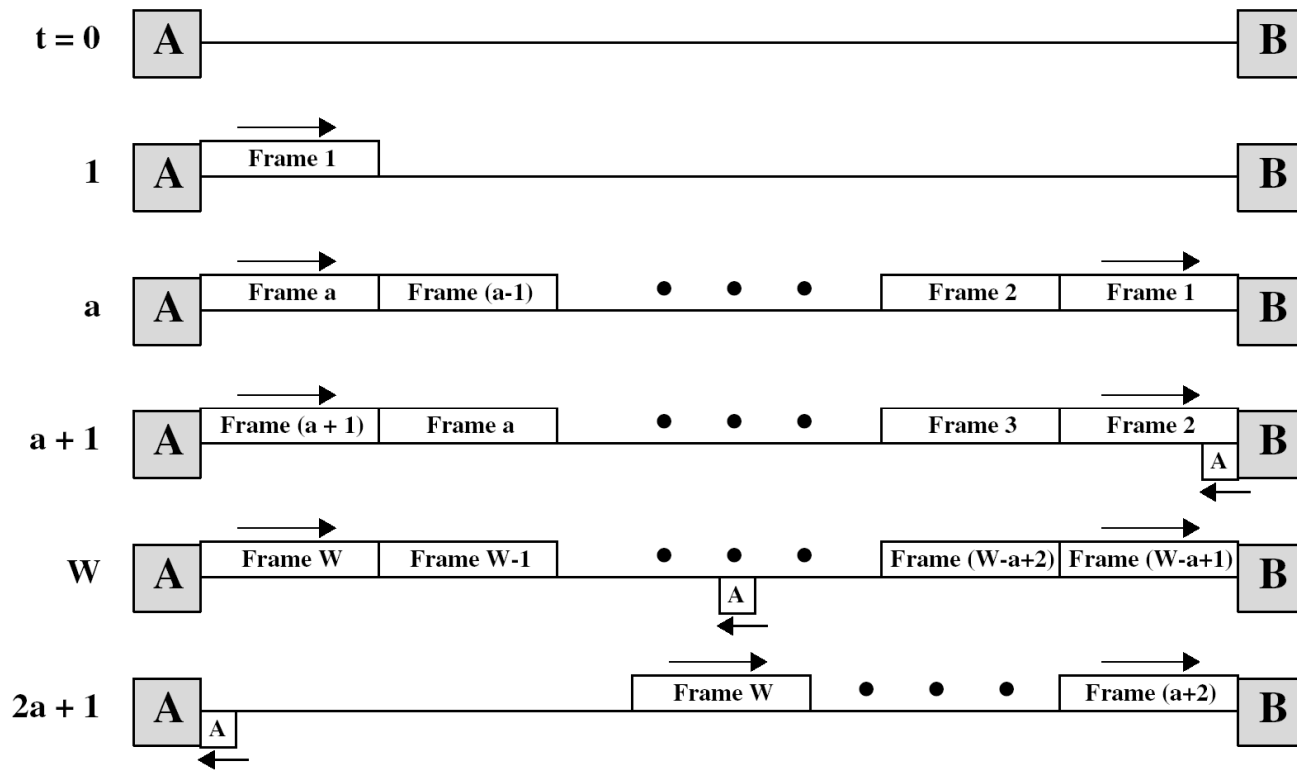 t = 0 A B
1 A Frame 1 B
a A Frame a Frame (a-1) Frame 2 Frame 1 B
a + 1 A Frame (a + 1) Frame a Frame 3 Frame 2 B
A
W A Frame W Frame W-1 Frame (W-a+2) Frame (W-a+1) B
A
2a + 1 A Frame W Frame (a+2) B
A